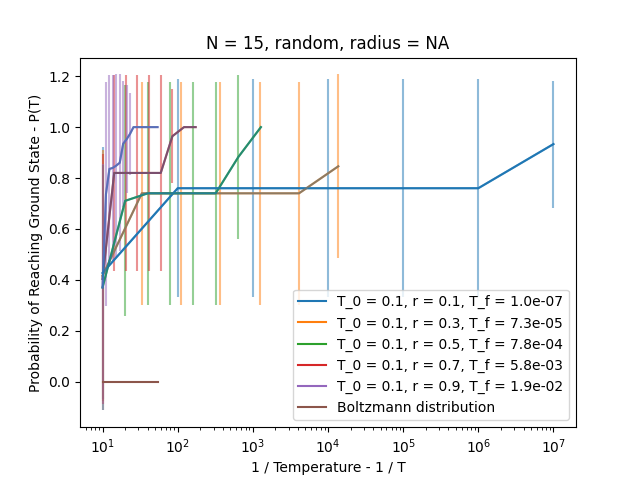 N = 15, random, radius = NA
Probability of Reaching Ground State - P(T)
1.2
1.0
0.8
0.6
0.4
0.2
0.0
T_0 = 0.1, r = 0.1, T_f = 1.0e-07
T_0 = 0.1, r = 0.3, T_f = 7.3e-05
T_0 = 0.1, r = 0.5, T_f = 7.8e-04
T_0 = 0.1, r = 0.7, T_f = 5.8e-03
T_0 = 0.1, r = 0.9, T_f = 1.9e-02
Boltzmann distribution
10¹ 10² 10³ 10⁴ 10⁵ 10⁶ 10⁷
1 / Temperature - 1 / T